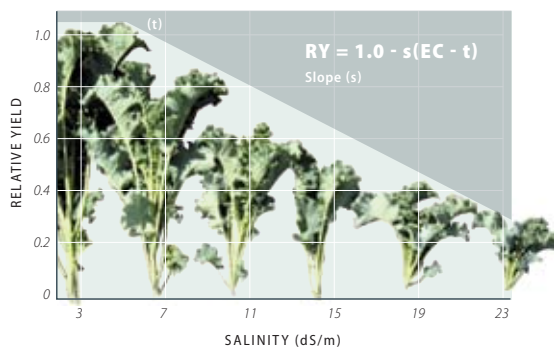 (t)
RY = 1.0 - s(EC - t)
Slope (s)
RELATIVE YIELD
1.0
0.8
0.6
0.4
0.2
0
3 7 11 15 19 23
SALINITY (dS/m)